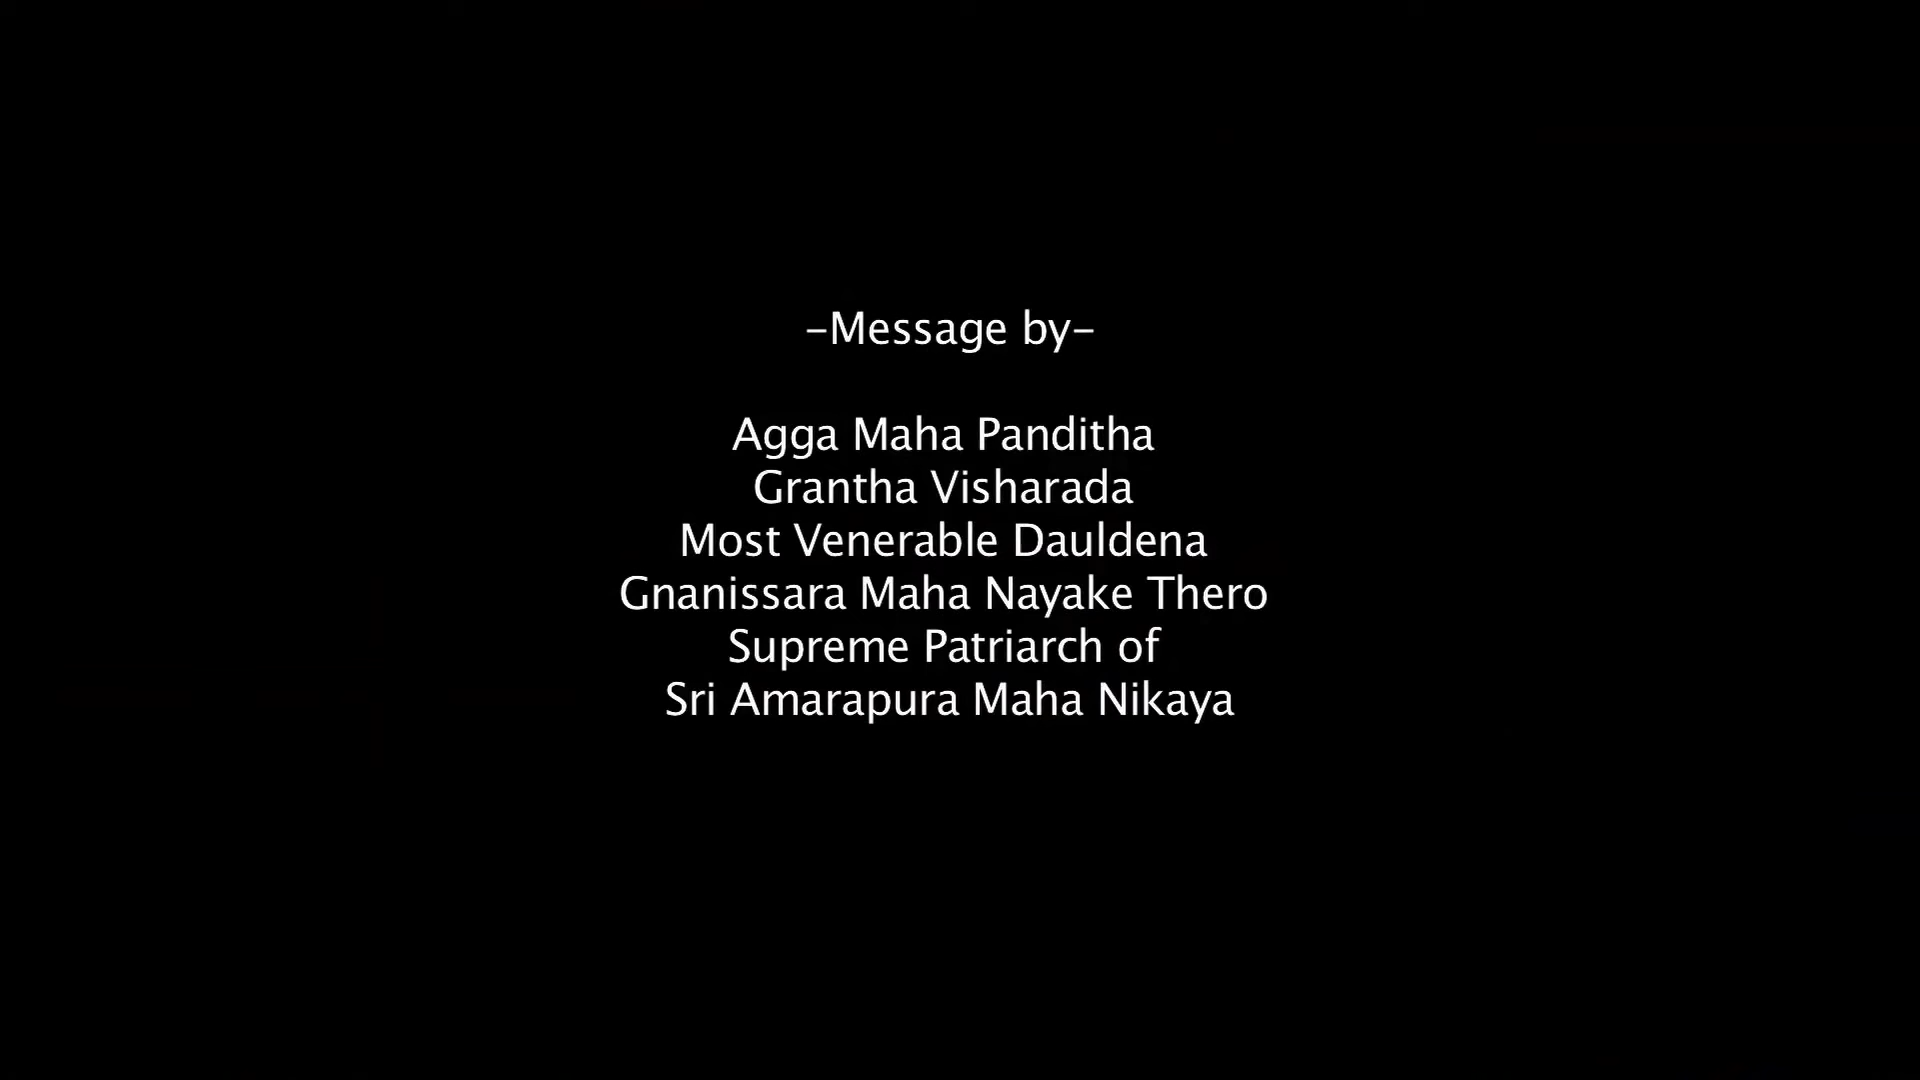 -Message by-
Agga Maha Panditha
Grantha Visharada
Most Venerable Dauldena
Gnanissara Maha Nayake Thero
Supreme Patriarch of
Sri Amarapura Maha Nikaya